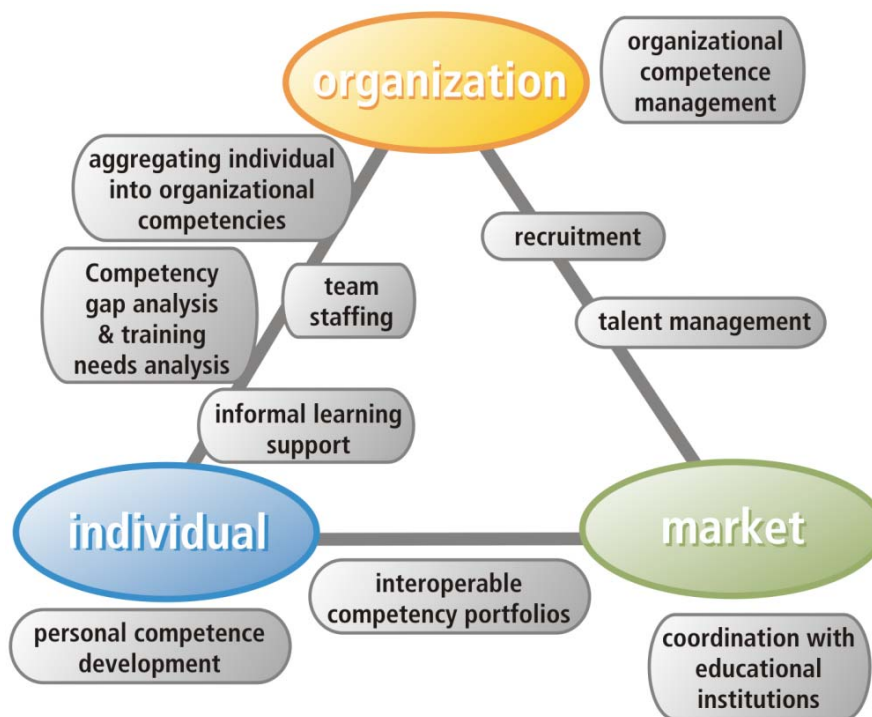 organization
organizational
competence
management
aggregating individual
into organizational
competencies
recruitment
Competency
gap analysis
& training
needs analysis
team
staffing
talent management
informal learning
support
individual
market
interoperable
competency portfolios
personal competence
development
coordination with
educational
institutions